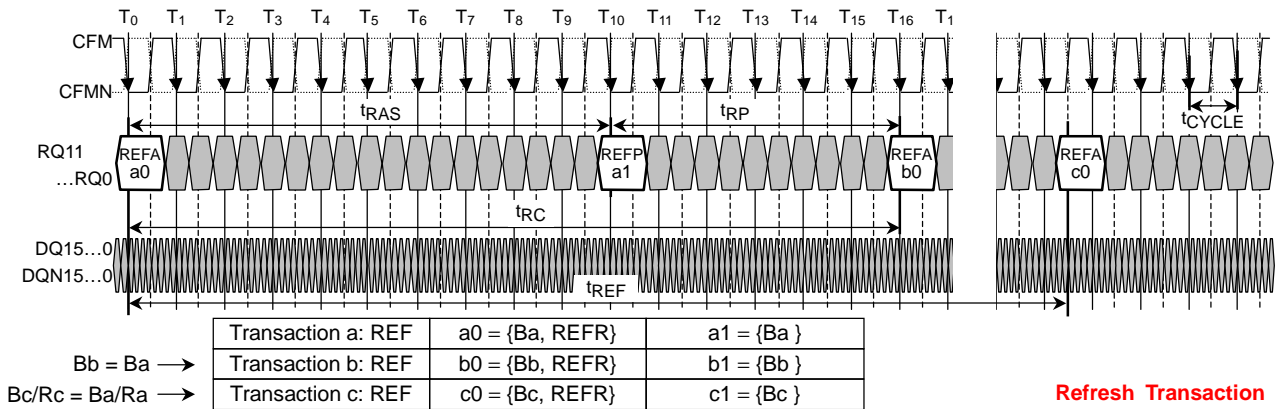 T0 T1 T2 T3 T4 T5 T6 T7 T8 T9 T10 T11 T12 T13 T14 T15 T16 T1
CFM
CFMN
tRAS tRP tCYCLE
RQ11
…RQ0
REFA a0
REFP a1
REFA b0
REFA c0
tRC
DQ15…0
DQN15…0
tREF
Transaction a: REF a0 = {Ba, REFR} a1 = {Ba }
Bb = Ba Transaction b: REF b0 = {Bb, REFR} b1 = {Bb }
Bc/Rc = Ba/Ra Transaction c: REF c0 = {Bc, REFR} c1 = {Bc }
Refresh Transaction